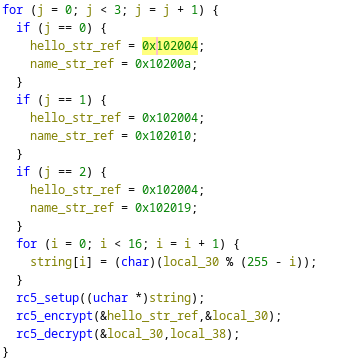 for (j = 0; j < 3; j = j + 1) {
  if (j == 0) {
    hello_str_ref = 0x102004;
    name_str_ref = 0x10200a;
  }
  if (j == 1) {
    hello_str_ref = 0x102004;
    name_str_ref = 0x102010;
  }
  if (j == 2) {
    hello_str_ref = 0x102004;
    name_str_ref = 0x102019;
  }
  for (i = 0; i < 16; i = i + 1) {
    string[i] = (char)(local_30 % (255 - i));
  }
  rc5_setup((uchar *)string);
  rc5_encrypt(&hello_str_ref,&local_30);
  rc5_decrypt(&local_30,local_38);
}